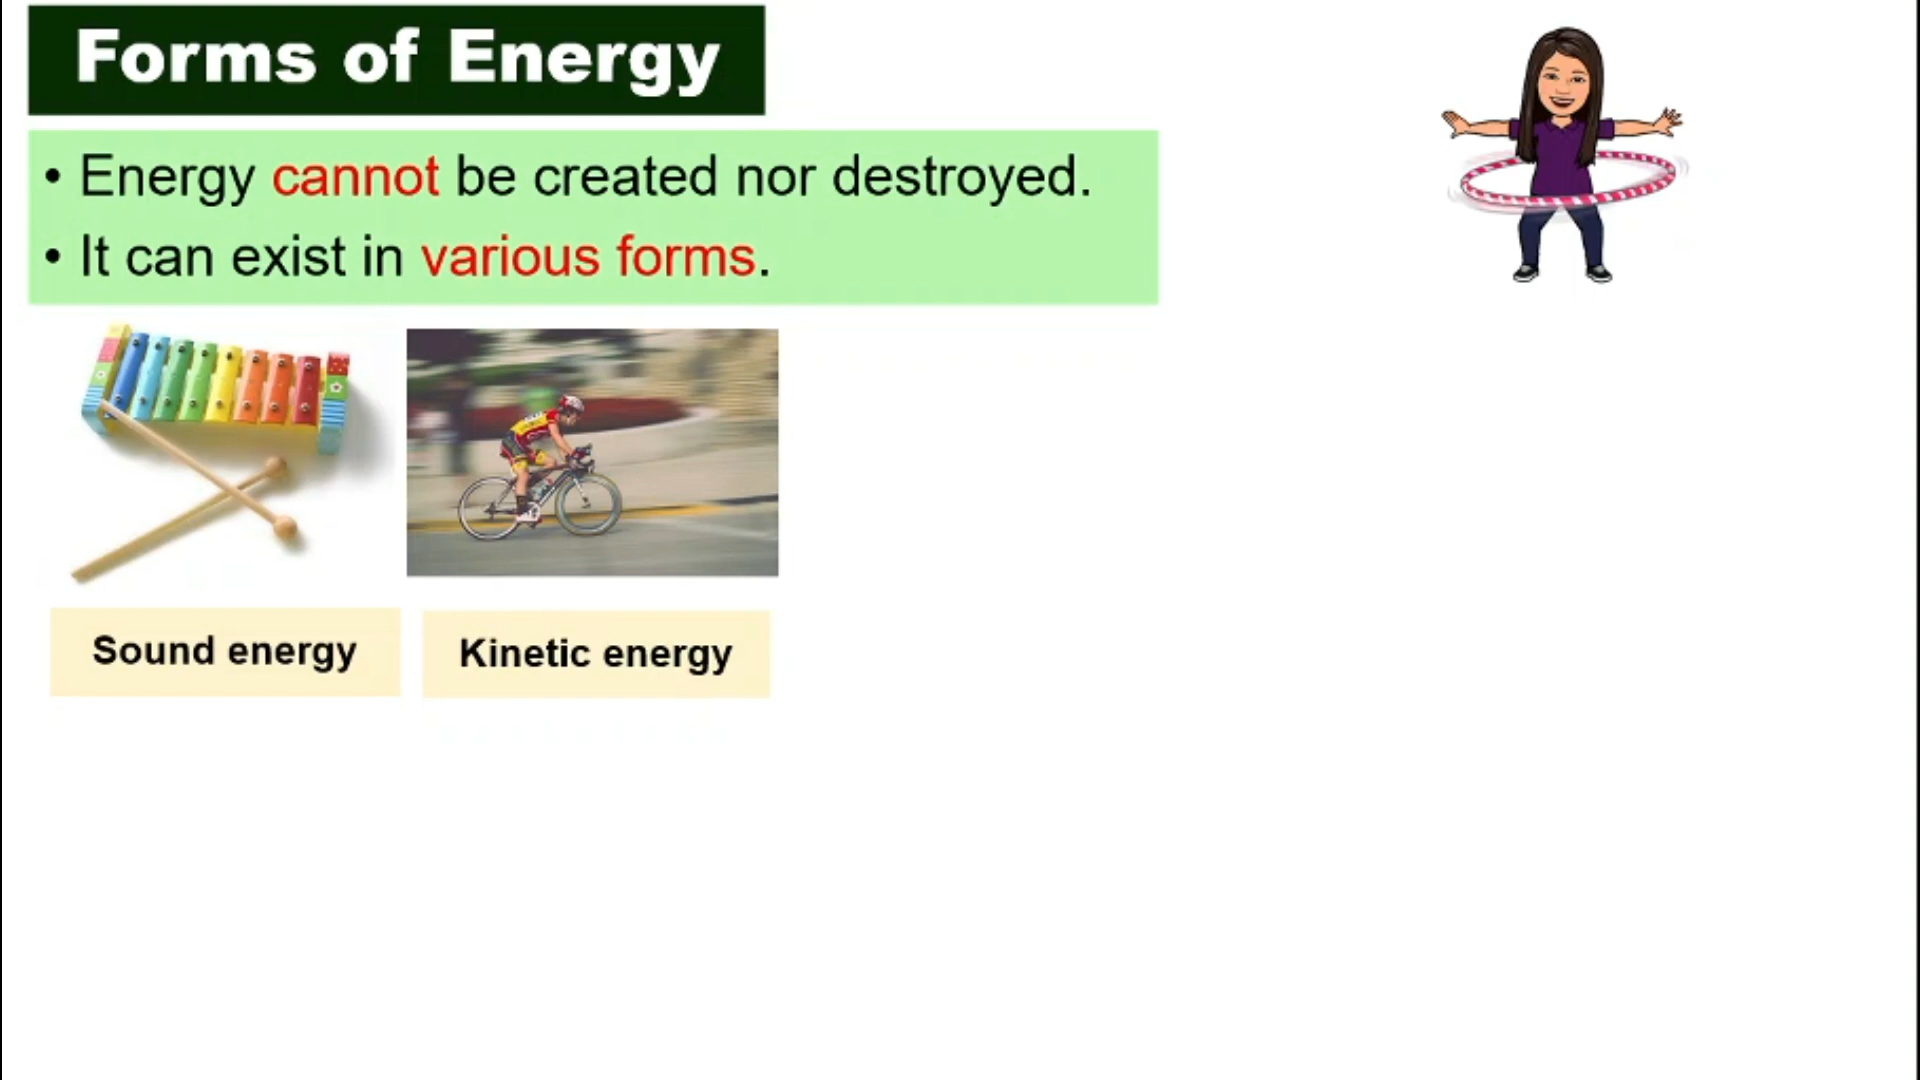 Forms of Energy
• Energy cannot be created nor destroyed.
• It can exist in various forms.
Sound energy
Kinetic energy